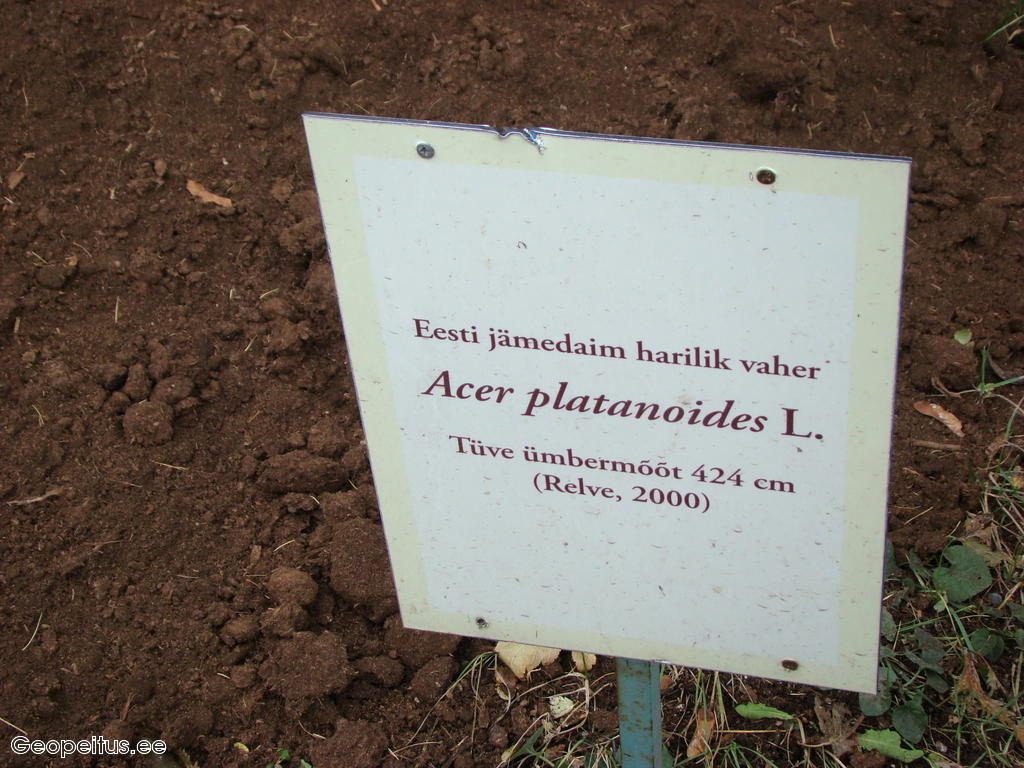 Eesti jämedaim harilik vaher
Acer platanoides L.
Tüve ümbermõõt 424 cm
(Relve, 2000)
Geopeitus.ee